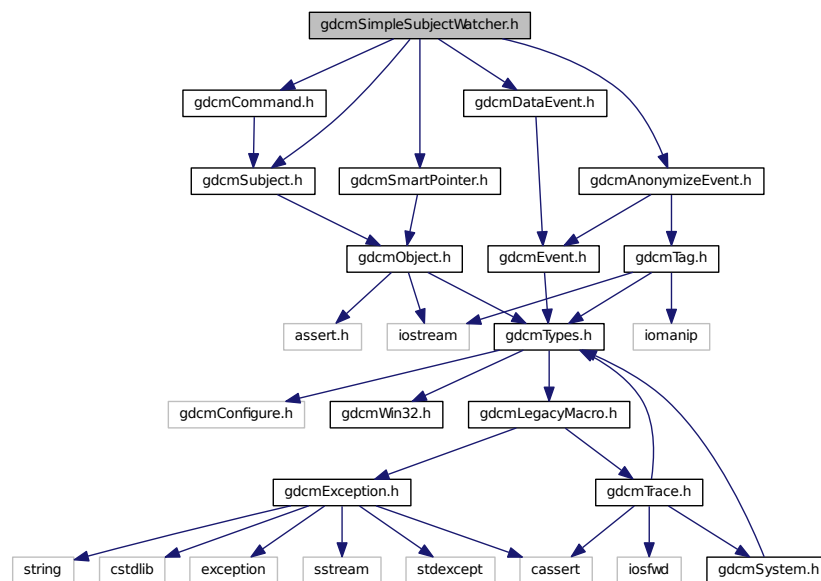 gdcmSimpleSubjectWatcher.h
gdcmCommand.h
gdcmDataEvent.h
gdcmSubject.h
gdcmSmartPointer.h
gdcmAnonymizeEvent.h
gdcmObject.h
gdcmEvent.h
gdcmTag.h
assert.h
iostream
gdcmTypes.h
iomanip
gdcmConfigure.h
gdcmWin32.h
gdcmLegacyMacro.h
gdcmException.h
gdcmTrace.h
string
cstdlib
exception
sstream
stdexcept
cassert
iosfwd
gdcmSystem.h